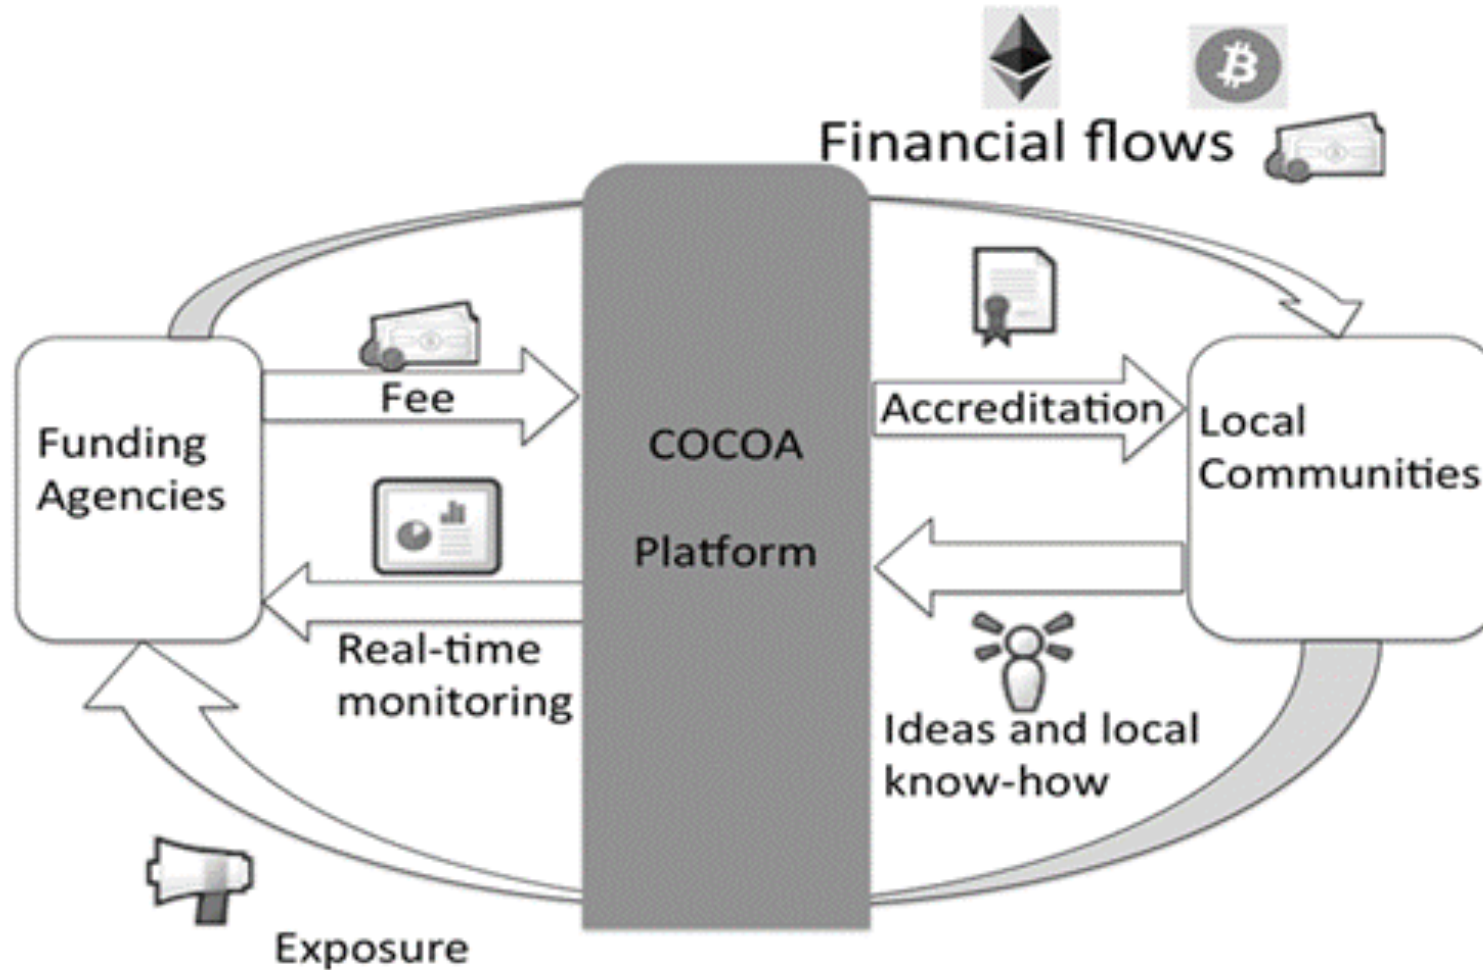 Financial flows
Fee
Accreditation
Funding
Agencies
COCOA
Platform
Local
Communities
Real-time
monitoring
Ideas and local
know-how
Exposure